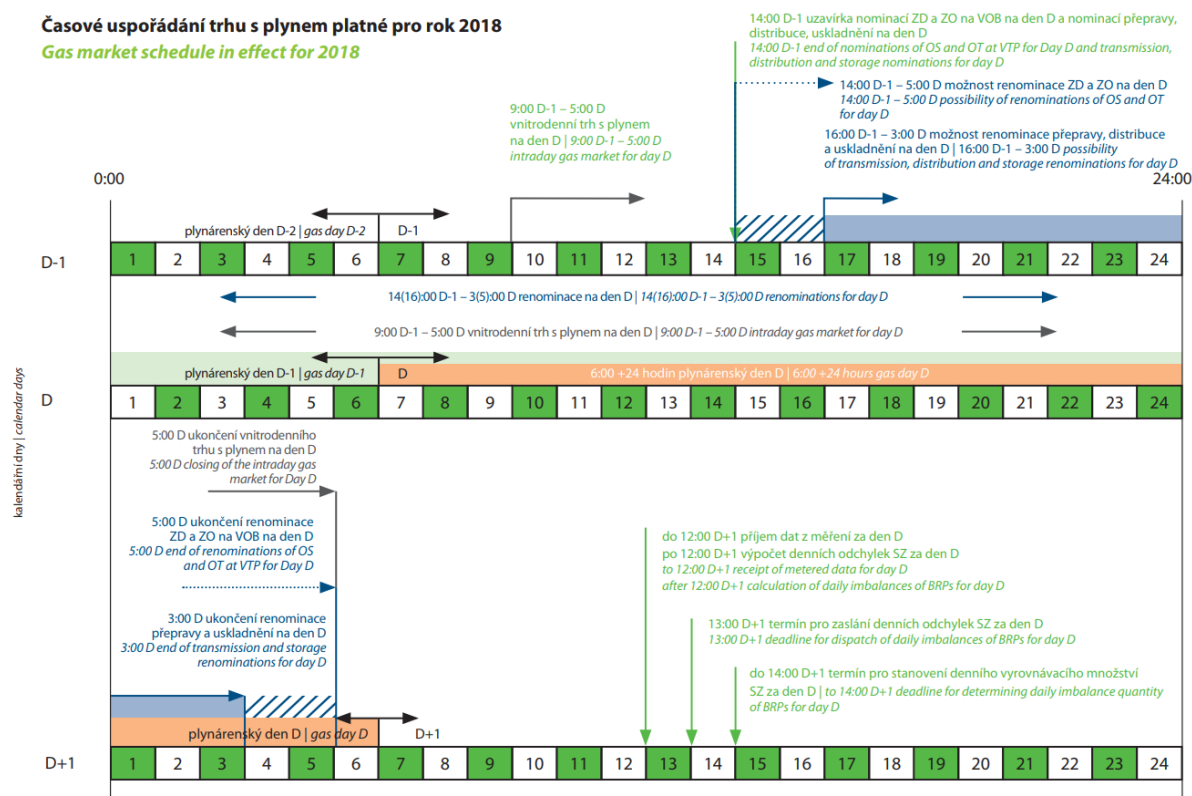 Časové uspořádání trhu s plynem platné pro rok 2018
Gas market schedule in effect for 2018
14:00 D-1 uzavírka nominací ZD a ZO na VOB na den D a nominací přepravy,
distribuce, uskladnění na den D
14:00 D-1 end of nominations of OS and OT at VTP for Day D and transmission,
distribution and storage nominations for day D
14:00 D-1 – 5:00 D možnost renominace ZD a ZO na den D
14:00 D-1 – 5:00 D possibility of renominations of OS and OT
for day D
9:00 D-1 – 5:00 D
vnitrodenní trh s plynem
na den D | 9:00 D-1 – 5:00 D
intraday gas market for day D
16:00 D-1 – 3:00 D možnost renominace přepravy, distribuce
a uskladnění na den D | 16:00 D-1 – 3:00 D possibility
of transmission, distribution and storage renominations for day D
0:00
24:00
plynárenský den D-2 | gas day D-2
D-1
D-1
1 2 3 4 5 6 7 8 9 10 11 12 13 14 15 16 17 18 19 20 21 22 23 24
14(16):00 D-1 – 3(5):00 D renominace na den D | 14(16):00 D-1 – 3(5):00 D renominations for day D
9:00 D-1 – 5:00 D vnitrodenní trh s plynem na den D | 9:00 D-1 – 5:00 D intraday gas market for day D
plynárenský den D-1 | gas day D-1
D
6:00 +24 hodin plynárenský den D | 6:00 +24 hours gas day D
D
1 2 3 4 5 6 7 8 9 10 11 12 13 14 15 16 17 18 19 20 21 22 23 24
kalendářní dny | calendar days
5:00 D ukončení vnitrodenního
trhu s plynem na den D
5:00 D closing of the intraday gas
market for Day D
5:00 D ukončení renominace
ZD a ZO na VOB na den D
5:00 D end of renominations of OS
and OT at VTP for Day D
3:00 D ukončení renominace
přepravy a uskladnění na den D
3:00 D end of transmission and storage
renominations for day D
do 12:00 D+1 příjem dat z měření za den D
po 12:00 D+1 výpočet denních odchylek SZ za den D
to 12:00 D+1 receipt of metered data for day D
after 12:00 D+1 calculation of daily imbalances of BRPs for day D
13:00 D+1 termín pro zaslání denních odchylek SZ za den D
13:00 D+1 deadline for dispatch of daily imbalances of BRPs for day D
do 14:00 D+1 termín pro stanovení denního vyrovnávacího množství
SZ za den D | to 14:00 D+1 deadline for determining daily imbalance quantity
of BRPs for day D
plynárenský den D | gas day D
D+1
D+1
1 2 3 4 5 6 7 8 9 10 11 12 13 14 15 16 17 18 19 20 21 22 23 24